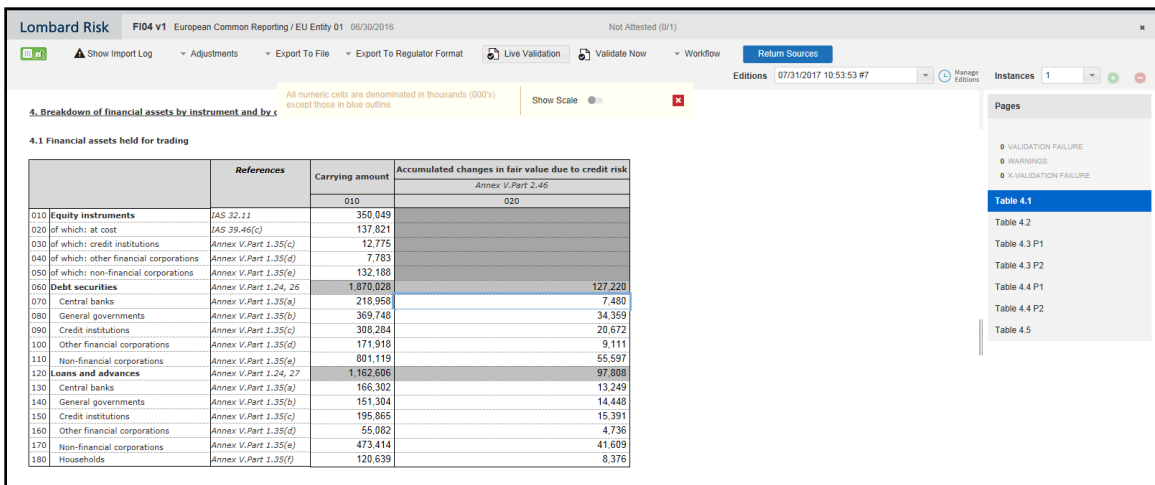 Lombard Risk FI04 v1 European Common Reporting / EU Entity 01 06/30/2016 Not Attested (0/1)
Show Import Log Adjustments Export To File Export To Regulator Format Live Validation Validate Now Workflow Return Sources
Editions 07/31/2017 10:53:53 #7 Manage Editions Instances 1
All numeric cells are denominated in thousands (000's)
except those in blue outline.
Show Scale
4. Breakdown of financial assets by instrument and by c
4.1 Financial assets held for trading
References Carrying amount Accumulated changes in fair value due to credit risk
Annex V.Part 2.46
010 020
010 Equity instruments IAS 32.11 350,049
020 of which: at cost IAS 39.46(c) 137,821
030 of which: credit institutions Annex V.Part 1.35(c) 12,775
040 of which: other financial corporations Annex V.Part 1.35(d) 7,783
050 of which: non-financial corporations Annex V.Part 1.35(e) 132,188
060 Debt securities Annex V.Part 1.24, 26 1,870,028 127,220
070 Central banks Annex V.Part 1.35(a) 218,958 7,480
080 General governments Annex V.Part 1.35(b) 369,748 34,359
090 Credit institutions Annex V.Part 1.35(c) 308,284 20,672
100 Other financial corporations Annex V.Part 1.35(d) 171,918 9,111
110 Non-financial corporations Annex V.Part 1.35(e) 801,119 55,597
120 Loans and advances Annex V.Part 1.24, 27 1,162,606 97,808
130 Central banks Annex V.Part 1.35(a) 166,302 13,249
140 General governments Annex V.Part 1.35(b) 151,304 14,448
150 Credit institutions Annex V.Part 1.35(c) 195,865 15,391
160 Other financial corporations Annex V.Part 1.35(d) 55,082 4,736
170 Non-financial corporations Annex V.Part 1.35(e) 473,414 41,609
180 Households Annex V.Part 1.35(f) 120,639 8,376
Pages
0 VALIDATION FAILURE
0 WARNINGS
0 X-VALIDATION FAILURE
Table 4.1
Table 4.2
Table 4.3 P1
Table 4.3 P2
Table 4.4 P1
Table 4.4 P2
Table 4.5